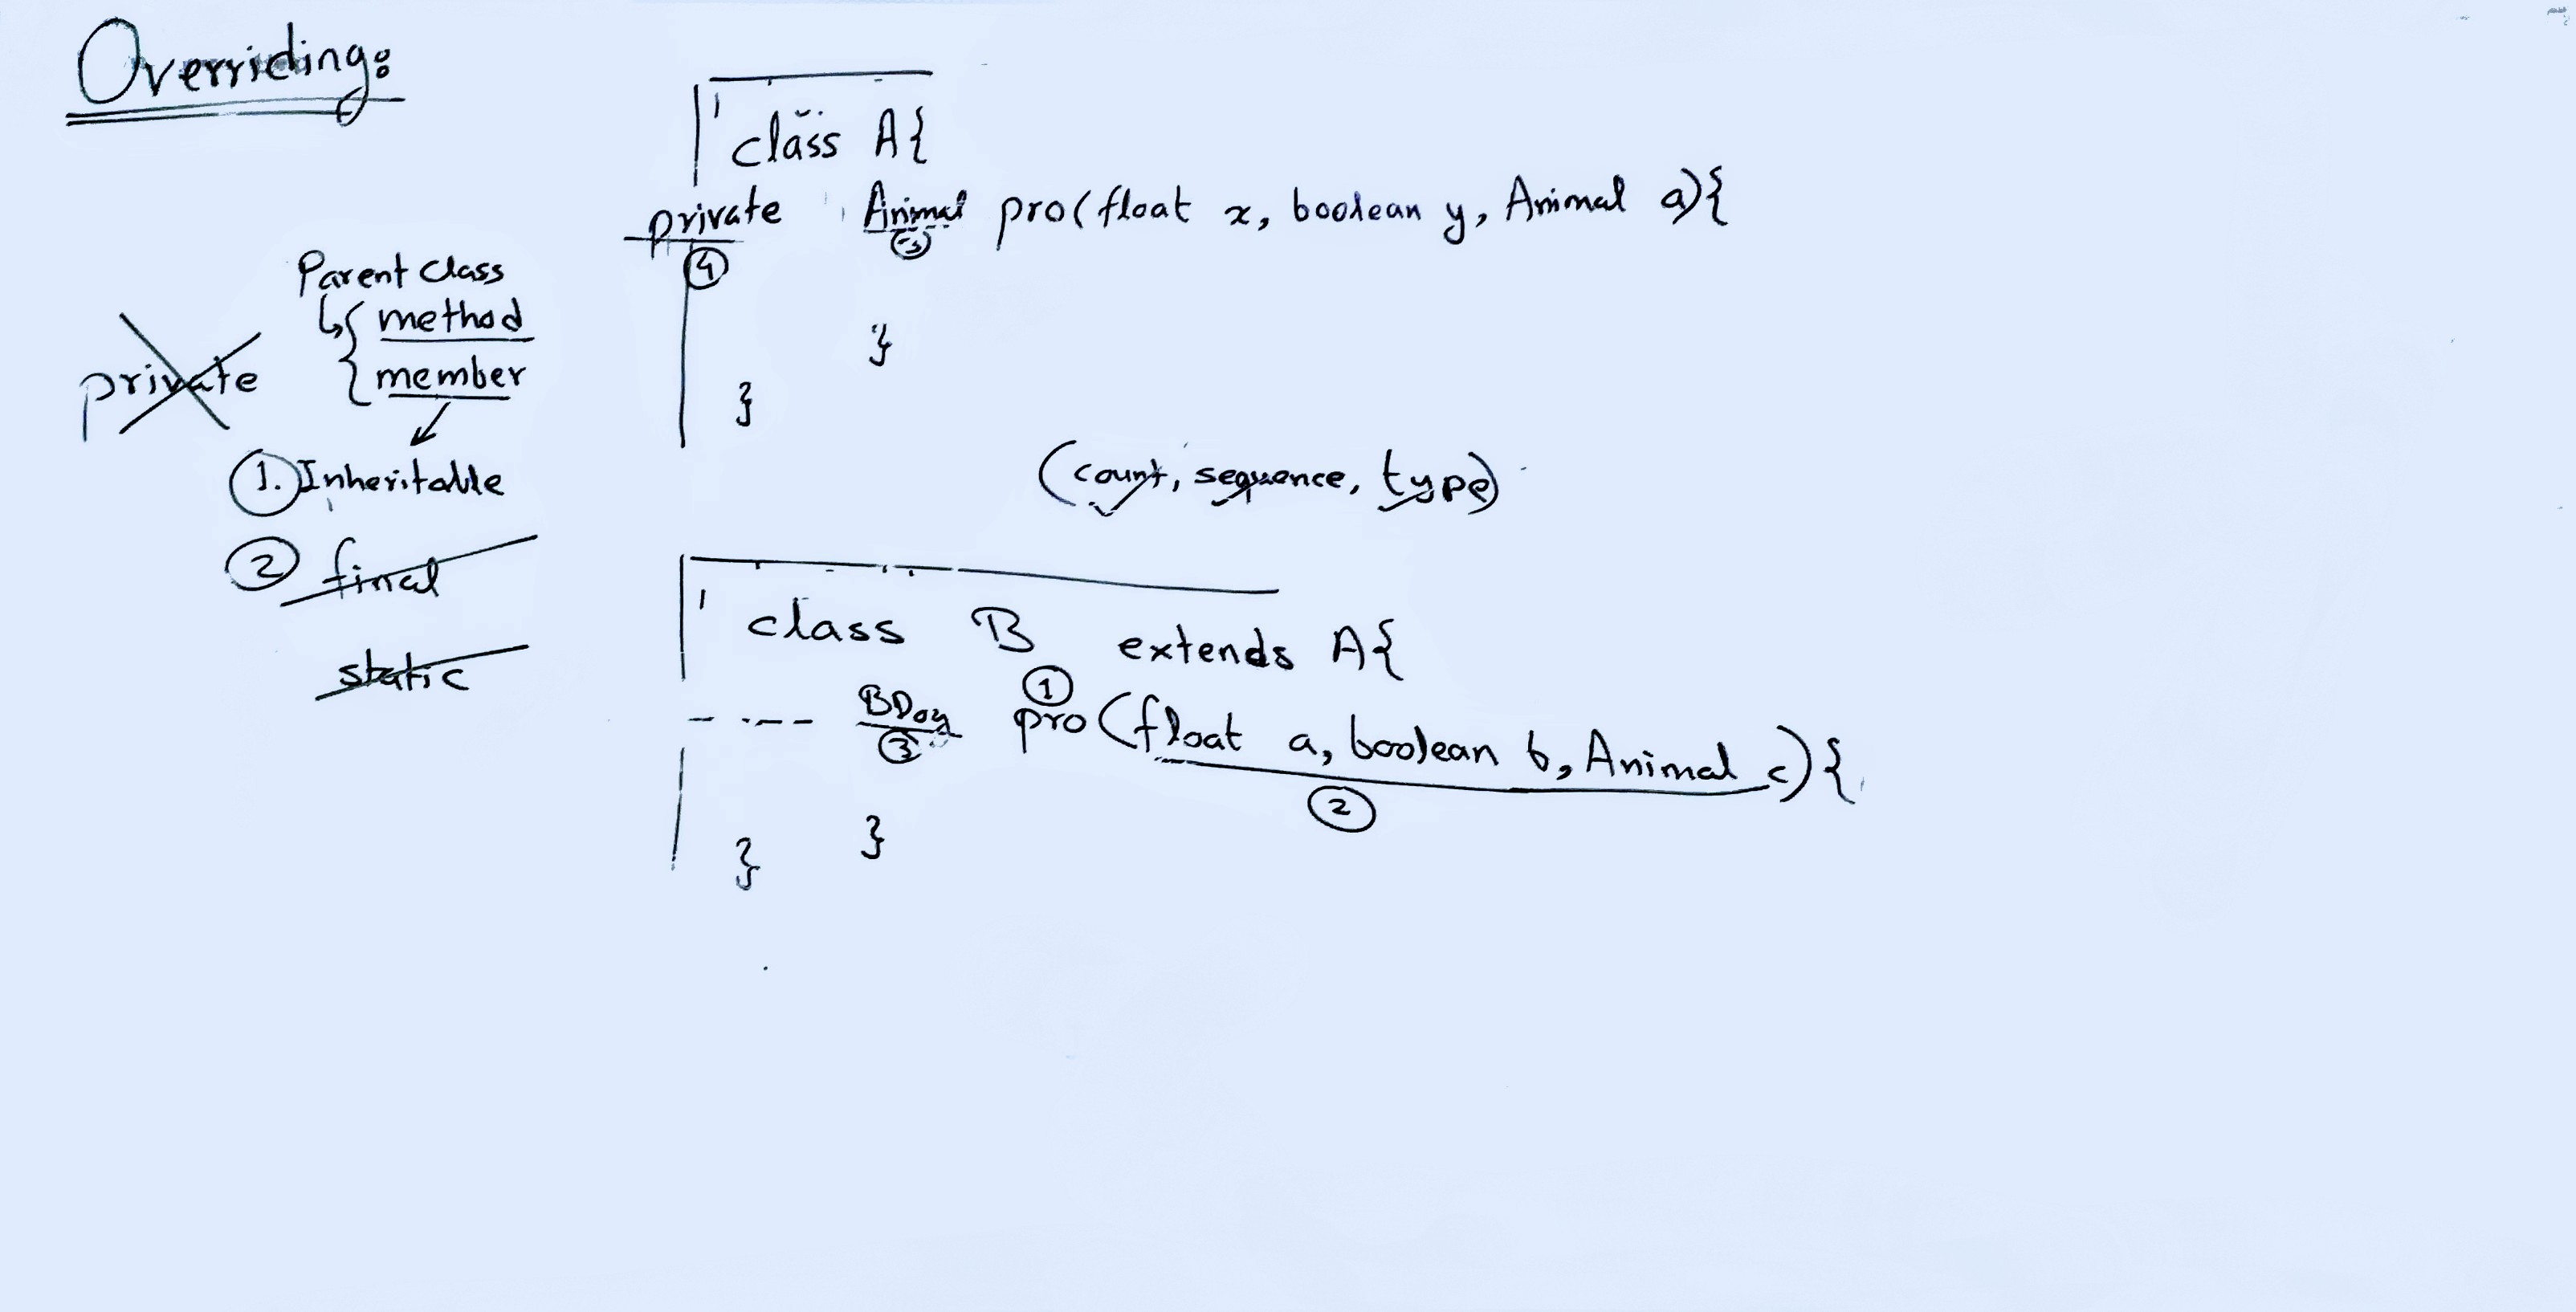 Overriding:
class A{
private Animal pro(float x, boolean y, Animal a){
4 3
}
}
Parent class
method
member
private
1. Inheritable
2 final
static
(count, sequence, type)
class B extends A{
1
---- pro(float a, boolean b, Animal c){
3
2
}
}